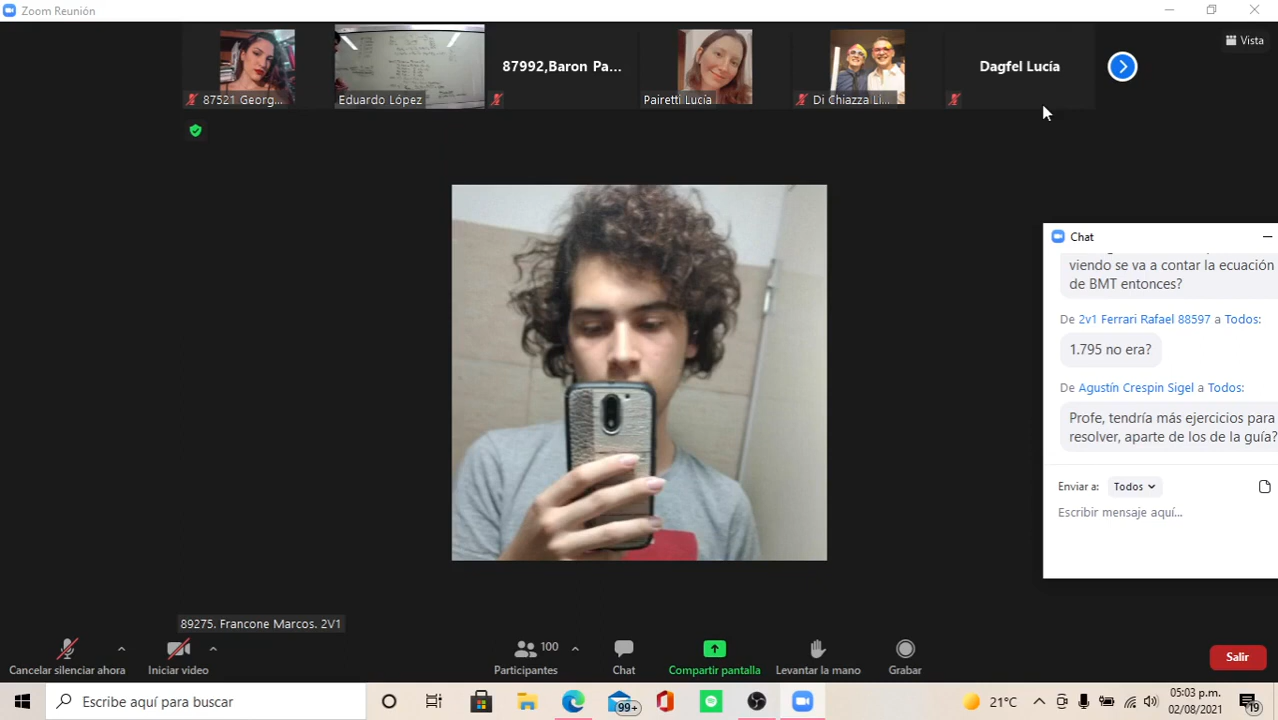 Zoom Reunión
Vista
87521 Georg...
Eduardo López
87992,Baron Pa...
Pairetti Lucía
Di Chiazza Li...
Dagfel Lucía
Chat
viendo se va a contar la ecuación
de BMT entonces?
De 2v1 Ferrari Rafael 88597 a Todos:
1.795 no era?
De Agustín Crespin Sigel a Todos:
Profe, tendría más ejercicios para
resolver, aparte de los de la guía?
Enviar a: Todos
Escribir mensaje aquí...
89275. Francone Marcos. 2V1
Cancelar silenciar ahora
Iniciar video
100
Participantes
Chat
Compartir pantalla
Levantar la mano
Grabar
Salir
Escribe aquí para buscar
99+
21°C
05:03 p.m.
02/08/2021
19